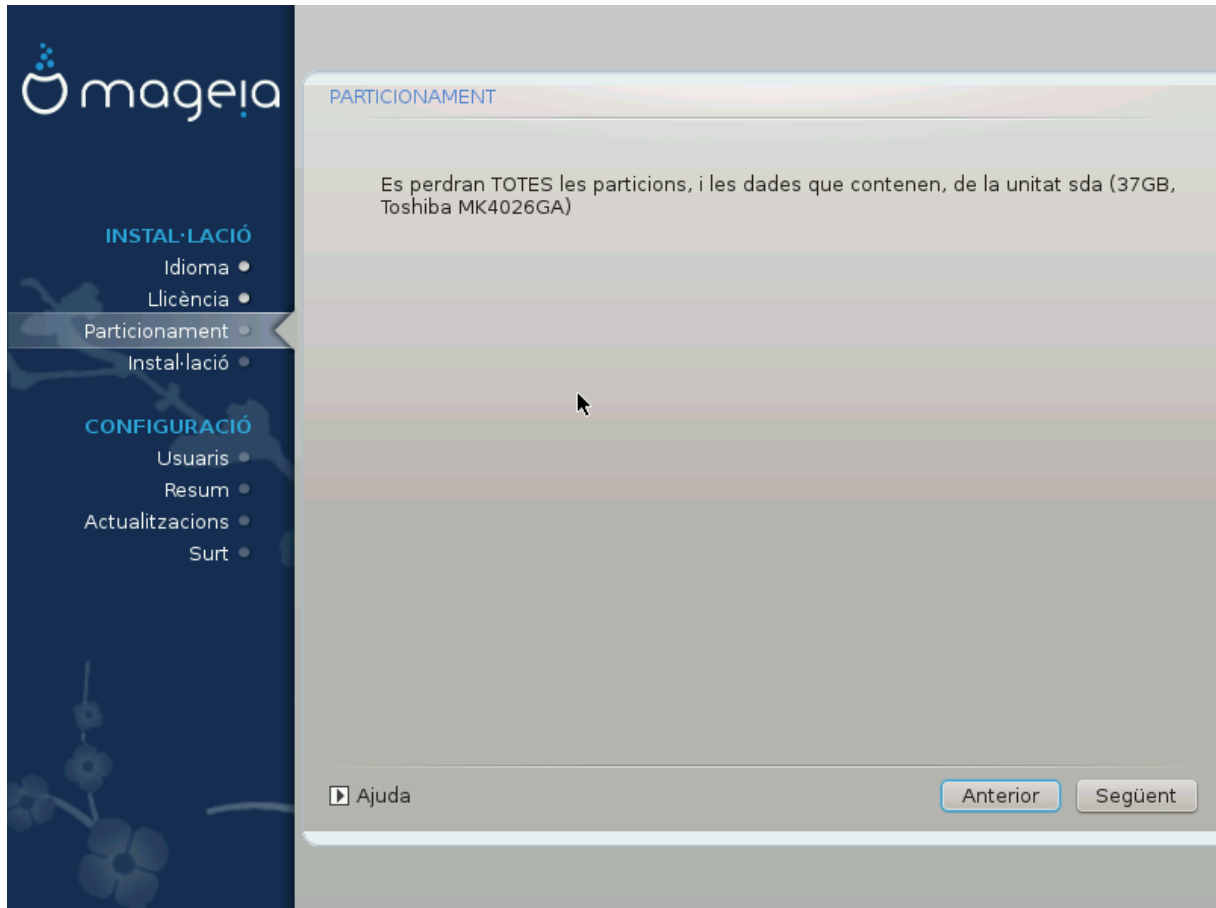 mageia
INSTAL·LACIÓ
Idioma
Llicència
Particionament
Instal·lació
CONFIGURACIÓ
Usuaris
Resum
Actualitzacions
Surt
PARTICIONAMENT
Es perdran TOTES les particions, i les dades que contenen, de la unitat sda (37GB,
Toshiba MK4026GA)
Ajuda
Anterior
Següent